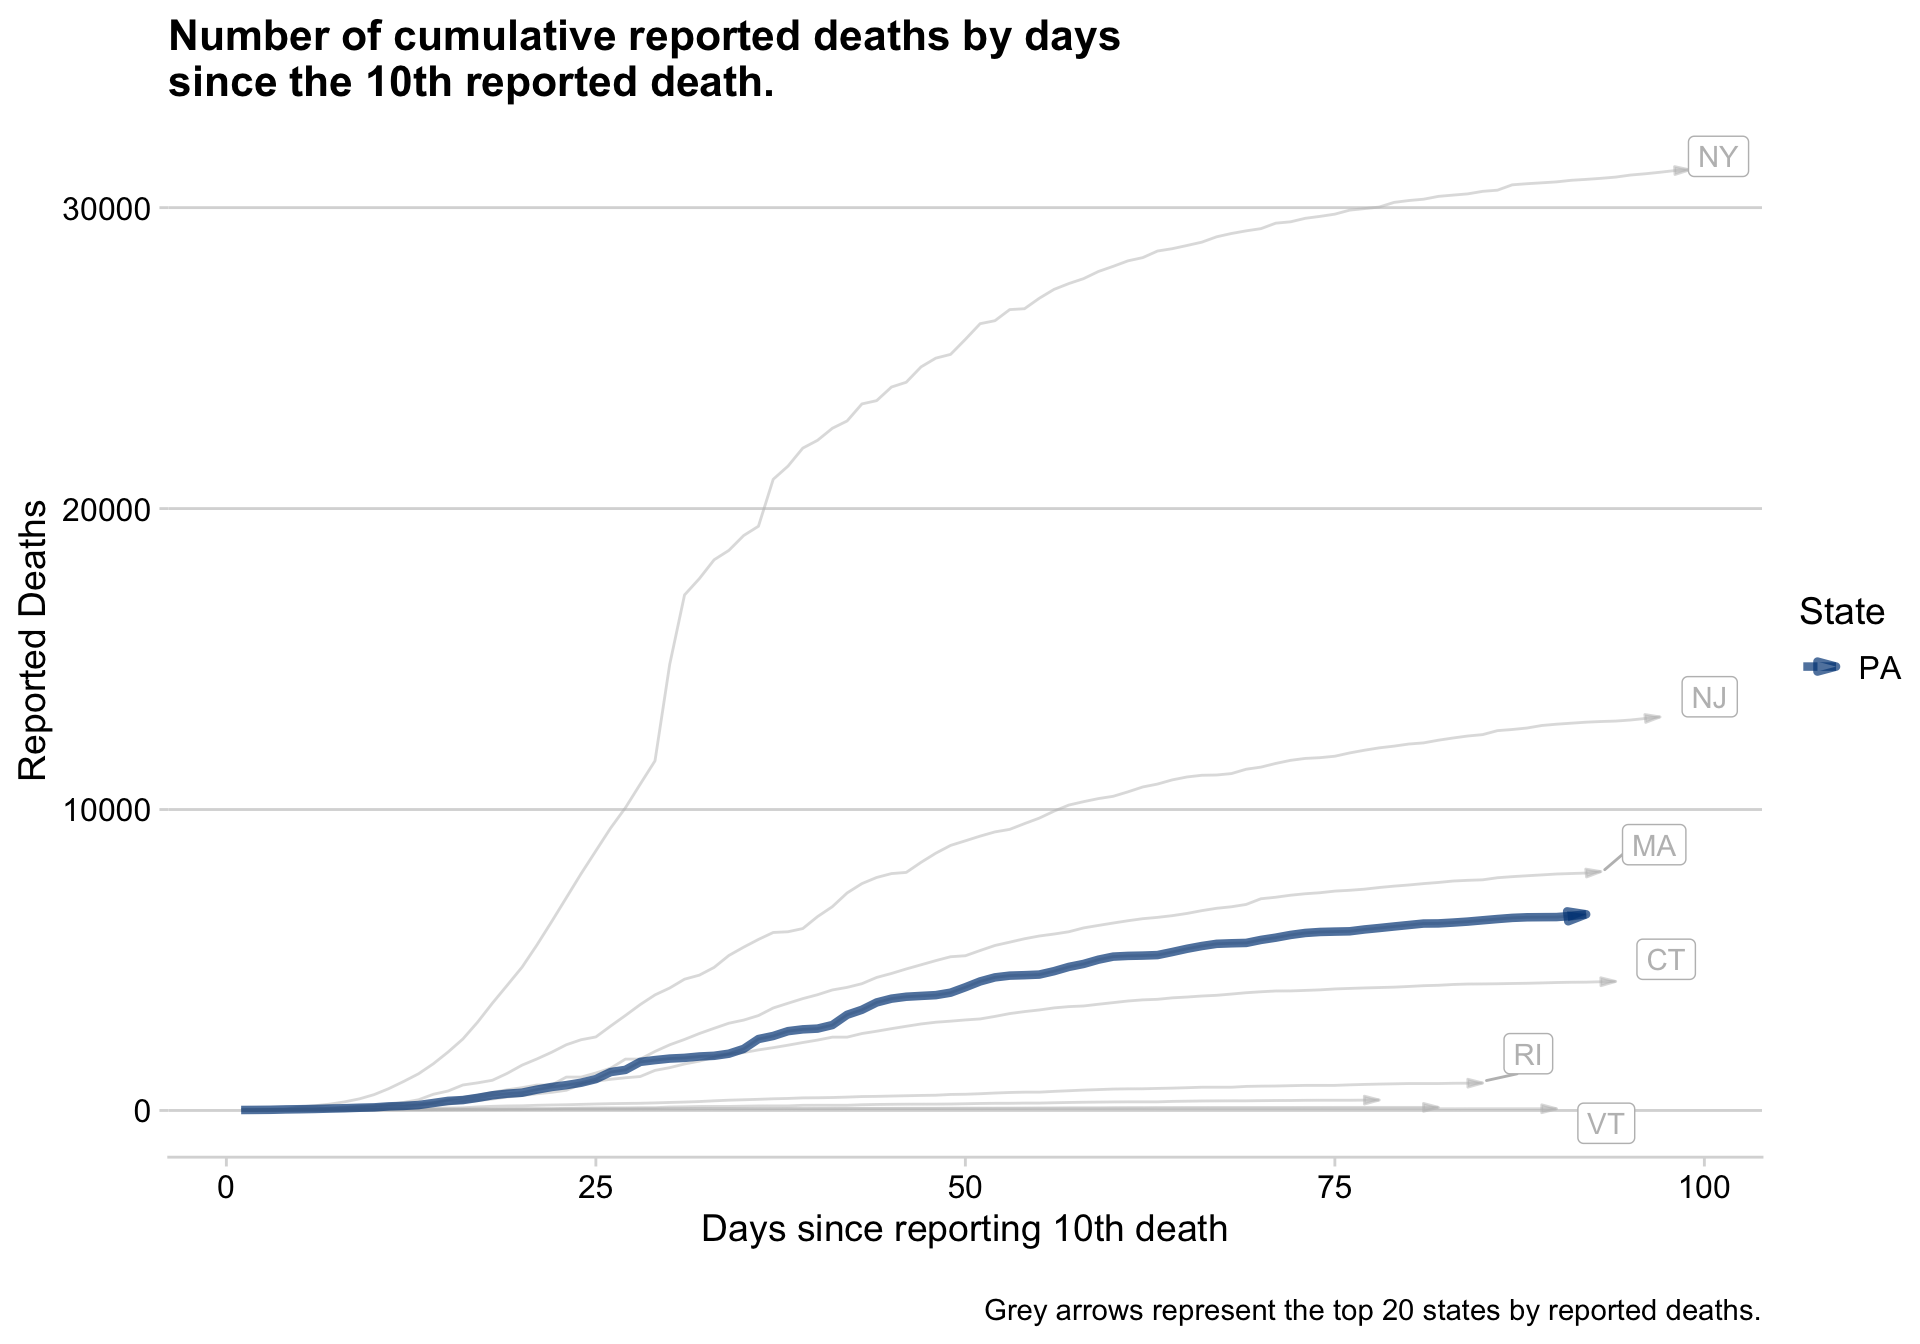 Number of cumulative reported deaths by days
since the 10th reported death.
NY
30000
20000
Reported Deaths
State
PA
NJ
10000
MA
CT
RI
0
VT
0 25 50 75 100
Days since reporting 10th death
Grey arrows represent the top 20 states by reported deaths.